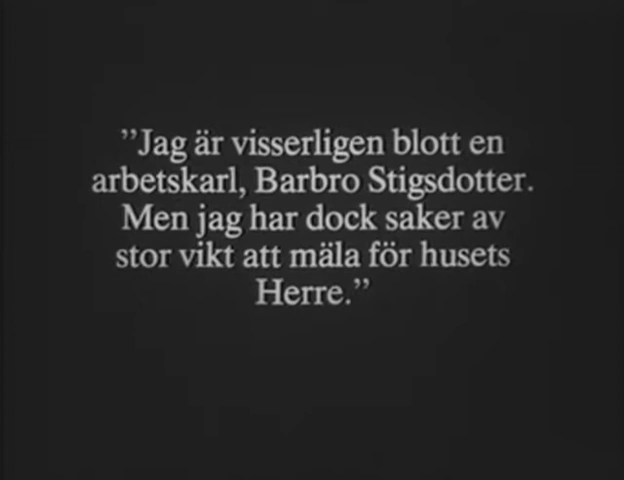 ”Jag är visserligen blott en
arbetskarl, Barbro Stigsdotter.
Men jag har dock saker av
stor vikt att mäla för husets
Herre.”